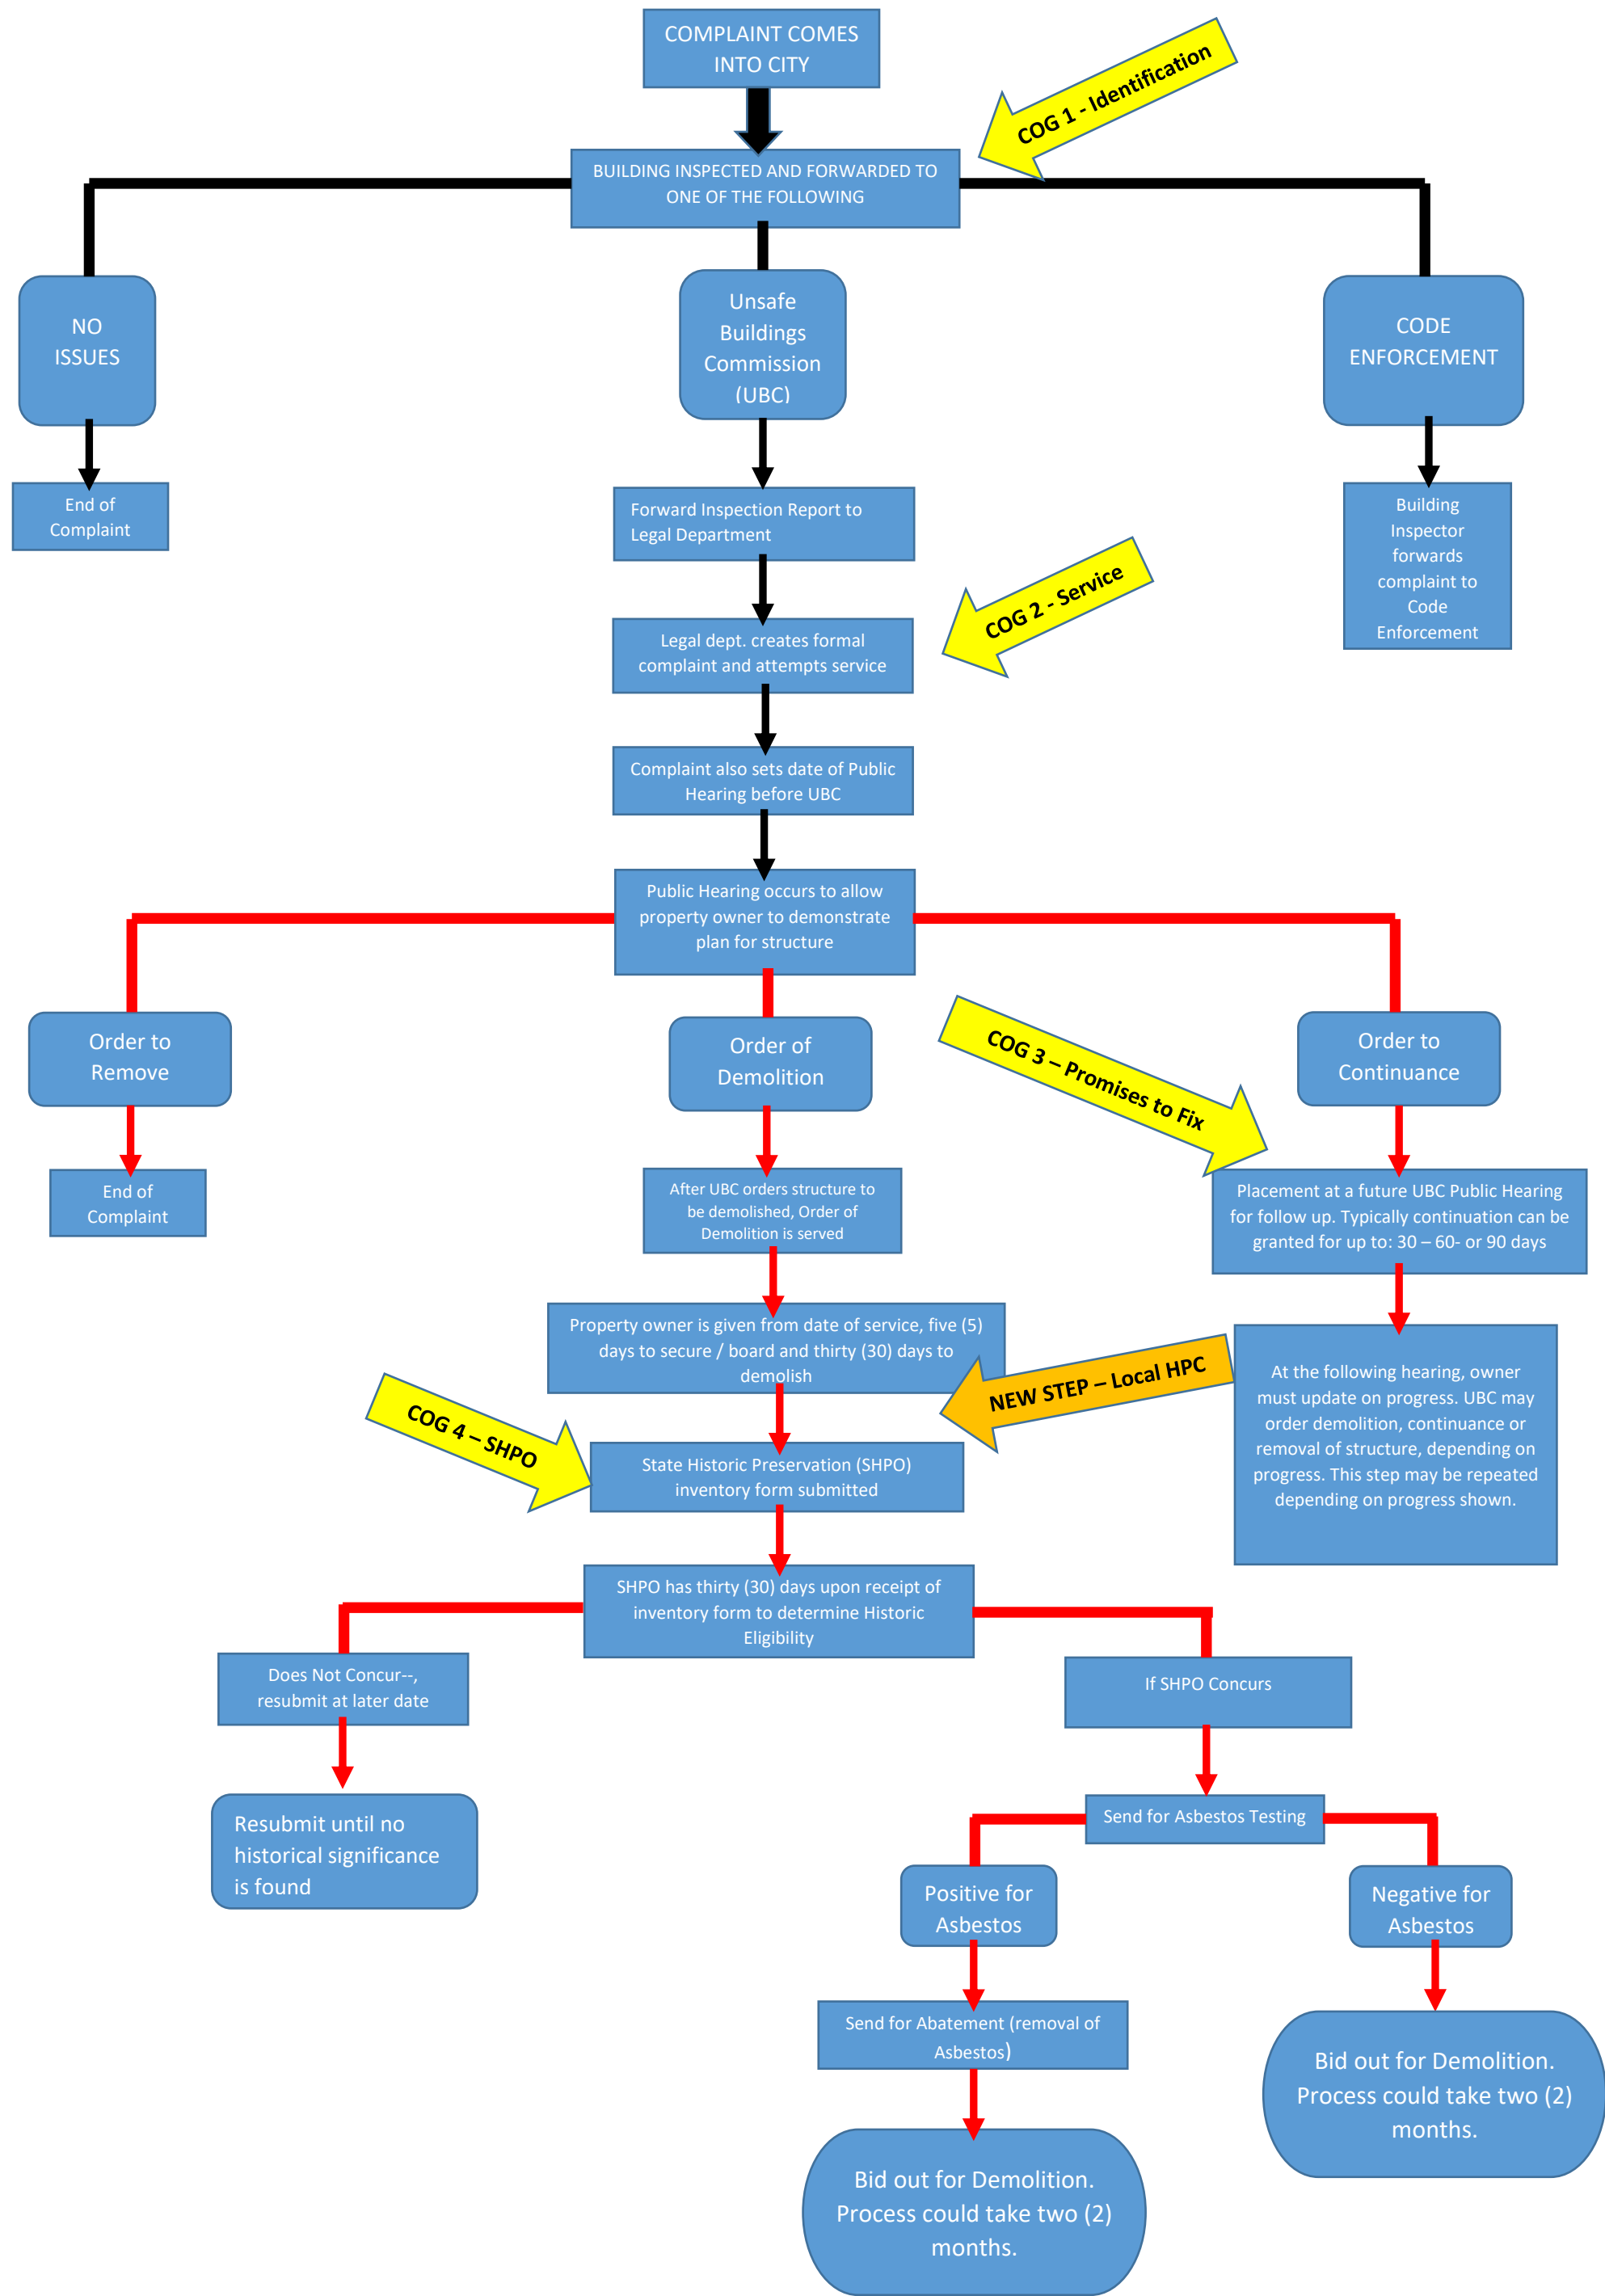 COMPLAINT COMES
INTO CITY
COG 1 - Identification
BUILDING INSPECTED AND FORWARDED TO
ONE OF THE FOLLOWING
NO
ISSUES
Unsafe
Buildings
Commission
(UBC)
CODE
ENFORCEMENT
End of
Complaint
Forward Inspection Report to
Legal Department
Building
Inspector
forwards
complaint to
Code
Enforcement
COG 2 - Service
Legal dept. creates formal
complaint and attempts service
Complaint also sets date of Public
Hearing before UBC
Public Hearing occurs to allow
property owner to demonstrate
plan for structure
Order to
Remove
Order of
Demolition
COG 3 – Promises to Fix
Order to
Continuance
End of
Complaint
After UBC orders structure to
be demolished, Order of
Demolition is served
Placement at a future UBC Public Hearing
for follow up. Typically continuation can be
granted for up to: 30 – 60- or 90 days
Property owner is given from date of service, five (5)
days to secure / board and thirty (30) days to
demolish
NEW STEP – Local HPC
At the following hearing, owner
must update on progress. UBC may
order demolition, continuance or
removal of structure, depending on
progress. This step may be repeated
depending on progress shown.
COG 4 – SHPO
State Historic Preservation (SHPO)
inventory form submitted
SHPO has thirty (30) days upon receipt of
inventory form to determine Historic
Eligibility
Does Not Concur--,
resubmit at later date
If SHPO Concurs
Resubmit until no
historical significance
is found
Send for Asbestos Testing
Positive for
Asbestos
Negative for
Asbestos
Send for Abatement (removal of
Asbestos)
Bid out for Demolition.
Process could take two (2)
months.
Bid out for Demolition.
Process could take two (2)
months.